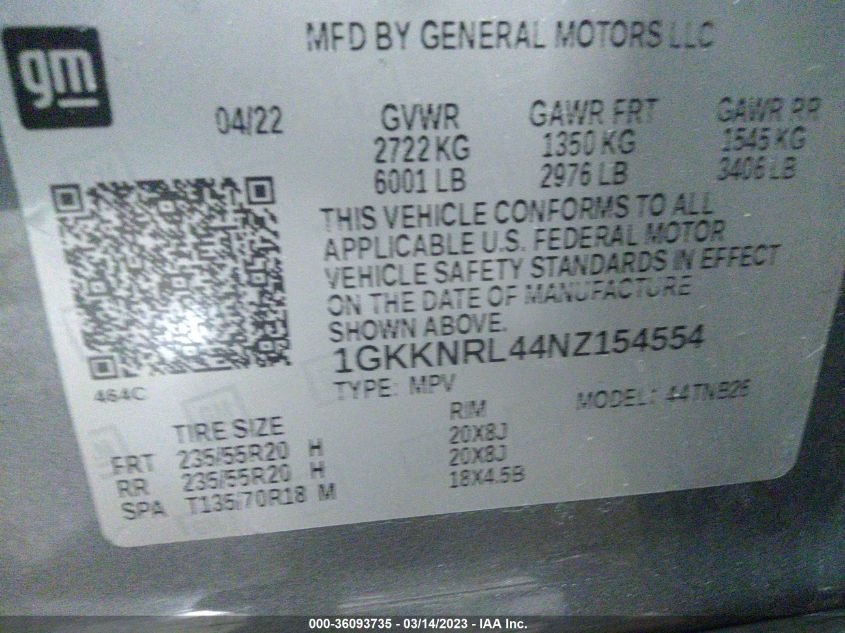 gm
MFD BY GENERAL MOTORS LLC
04/22 GVWR GAWR FRT GAWR RR
2722 KG 1350 KG 1545 KG
6001 LB 2976 LB 3406 LB
THIS VEHICLE CONFORMS TO ALL
APPLICABLE U.S. FEDERAL MOTOR
VEHICLE SAFETY STANDARDS IN EFFECT
ON THE DATE OF MANUFACTURE
SHOWN ABOVE.
1GKKNRL44NZ154554
464C TYPE: MPV MODEL: 44TNB26
TIRE SIZE RIM
FRT 235/55R20 H 20X8J
RR 235/55R20 H 20X8J
SPA T135/70R18 M 18X4.5B
000-36093735 - 03/14/2023 - IAA Inc.